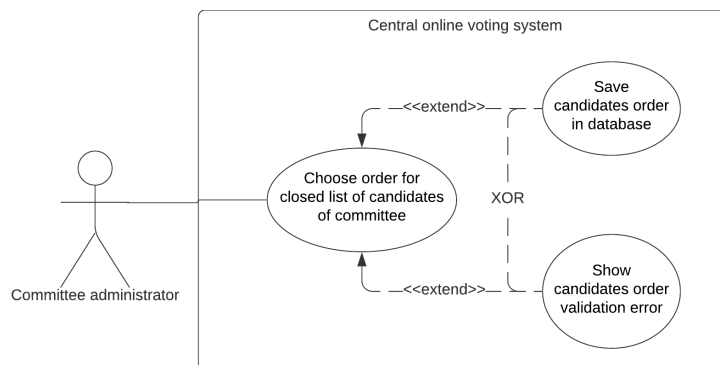 Central online voting system
Save
candidates order
in database
<<extend>>
Choose order for
closed list of candidates
of committee
XOR
Committee administrator
<<extend>>
Show
candidates order
validation error